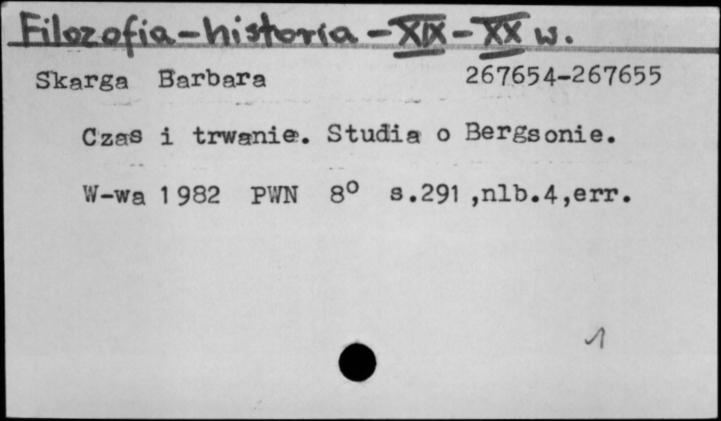 Filozofia-historia-XIX-XX w.
Skarga Barbara 267654-267655
Czas i trwanie. Studia o Bergsonie.
W-wa 1982 PWN 8° s.291,nlb.4,err.
1